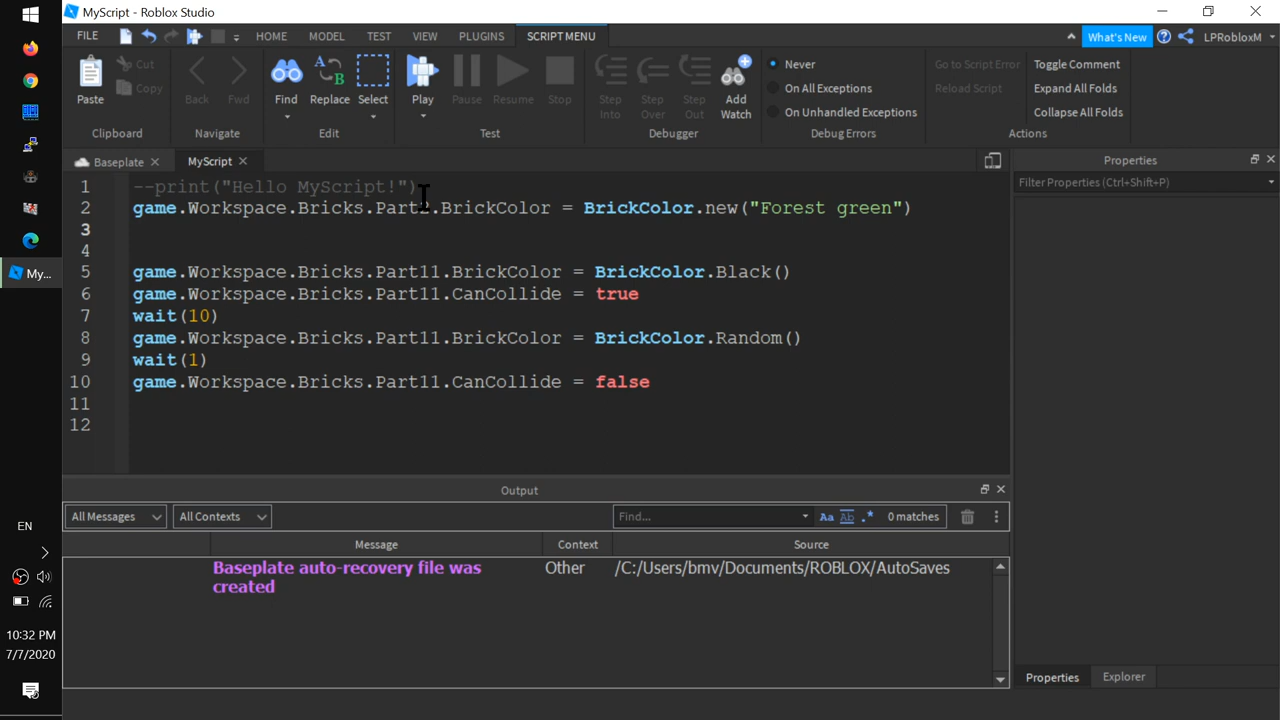 MyScript - Roblox Studio
FILE HOME MODEL TEST VIEW PLUGINS SCRIPT MENU What's New LPRobloxM
Paste Cut Copy
Clipboard
Back Fwd
Navigate
Find Replace Select
Edit
Play Pause Resume Stop
Test
Step Into Step Over Step Out Add Watch
Debugger
Never
On All Exceptions
On Unhandled Exceptions
Debug Errors
Go to Script Error
Reload Script
Toggle Comment
Expand All Folds
Collapse All Folds
Actions
Baseplate MyScript
1 --print("Hello MyScript!")
2 game.Workspace.Bricks.Part1.BrickColor = BrickColor.new("Forest green")
3
4
5 game.Workspace.Bricks.Part11.BrickColor = BrickColor.Black()
6 game.Workspace.Bricks.Part11.CanCollide = true
7 wait(10)
8 game.Workspace.Bricks.Part11.BrickColor = BrickColor.Random()
9 wait(1)
10 game.Workspace.Bricks.Part11.CanCollide = false
11
12
Properties
Filter Properties (Ctrl+Shift+P)
Properties Explorer
Output
All Messages All Contexts Find... Aa Ab .* 0 matches
Message Context Source
Baseplate auto-recovery file was created Other /C:/Users/bmv/Documents/ROBLOX/AutoSaves
My...
EN
10:32 PM
7/7/2020